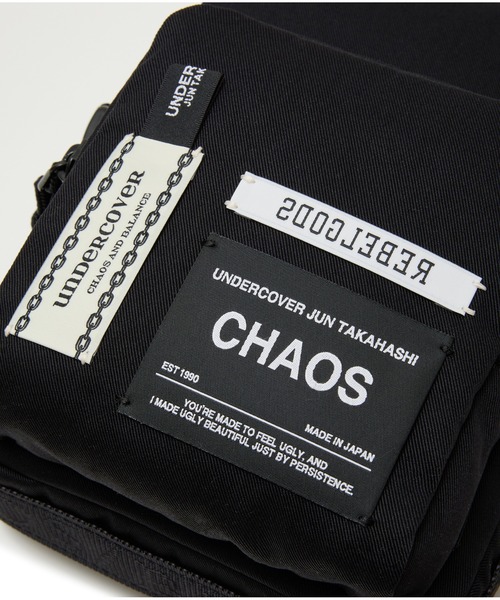 UNDER
JUN TAK
undercover
CHAOS AND BALANCE
REBELGODS
UNDERCOVER JUN TAKAHASHI
CHAOS
EST 1990
MADE IN JAPAN
YOU'RE MADE TO FEEL UGLY, AND
I MADE UGLY BEAUTIFUL JUST BY PERSISTENCE.